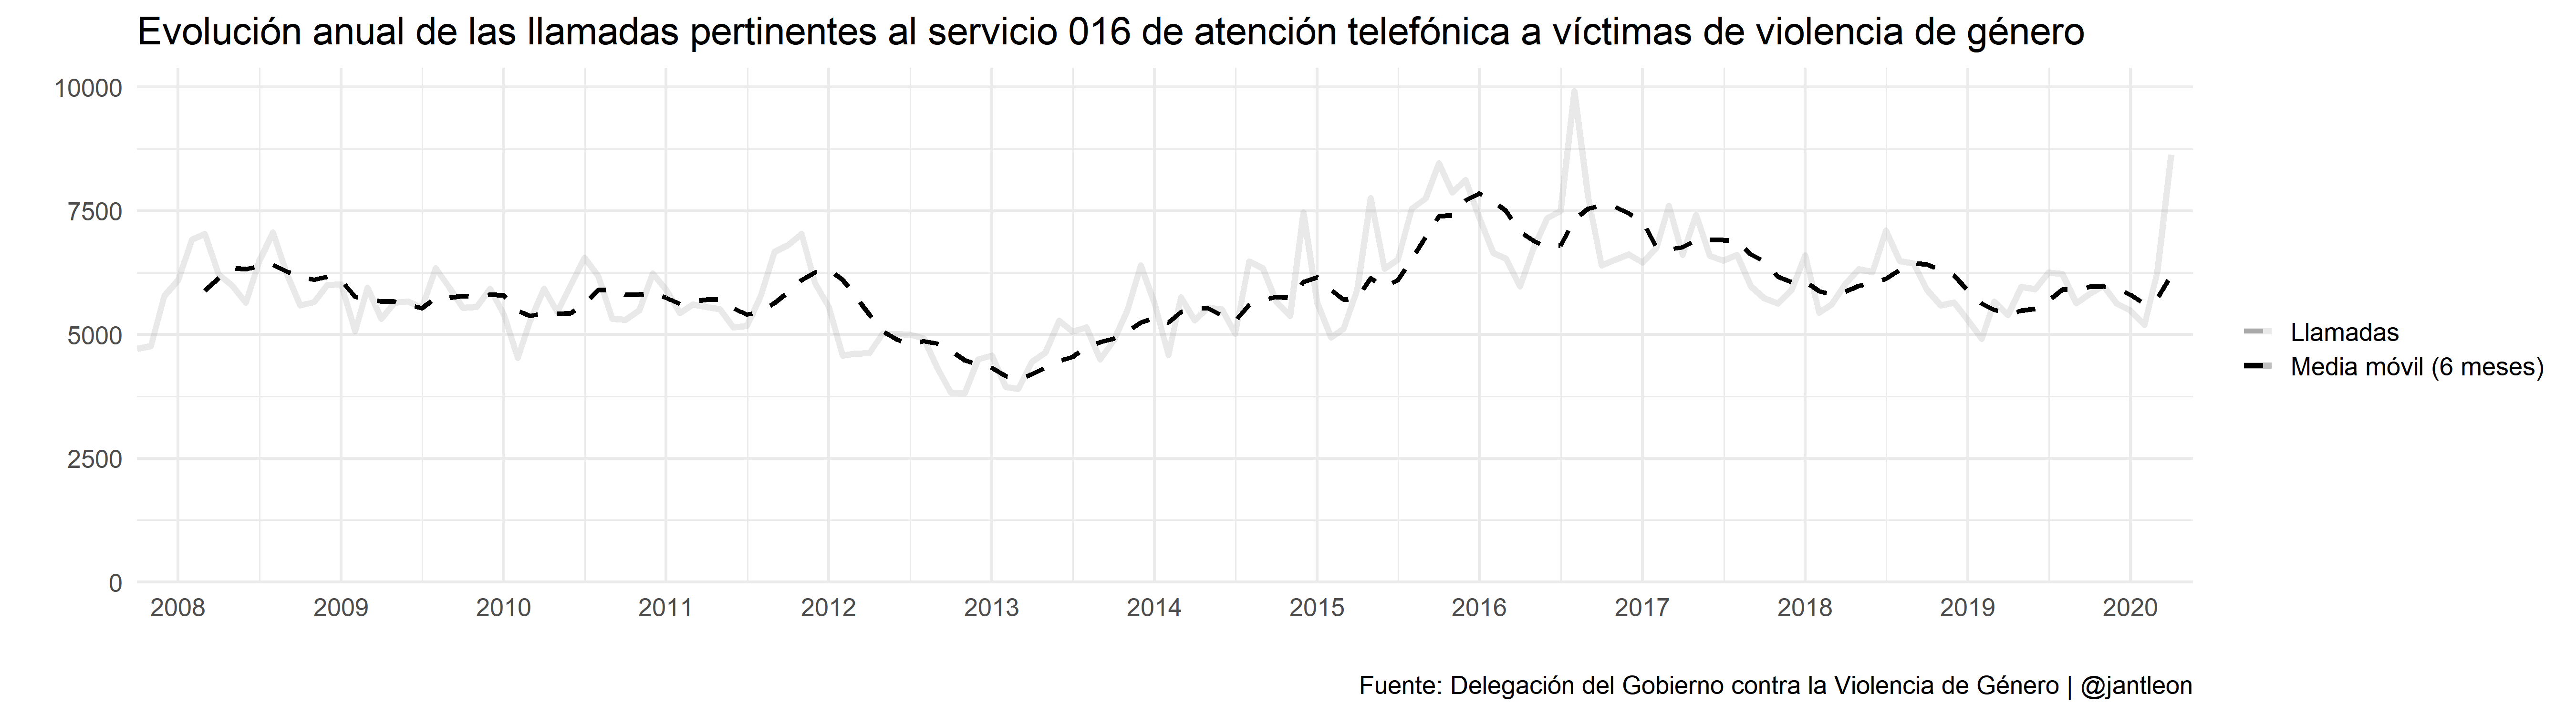 Evolución anual de las llamadas pertinentes al servicio 016 de atención telefónica a víctimas de violencia de género
10000
7500
5000
2500
0
2008 2009 2010 2011 2012 2013 2014 2015 2016 2017 2018 2019 2020
Llamadas
Media móvil (6 meses)
Fuente: Delegación del Gobierno contra la Violencia de Género | @jantleon